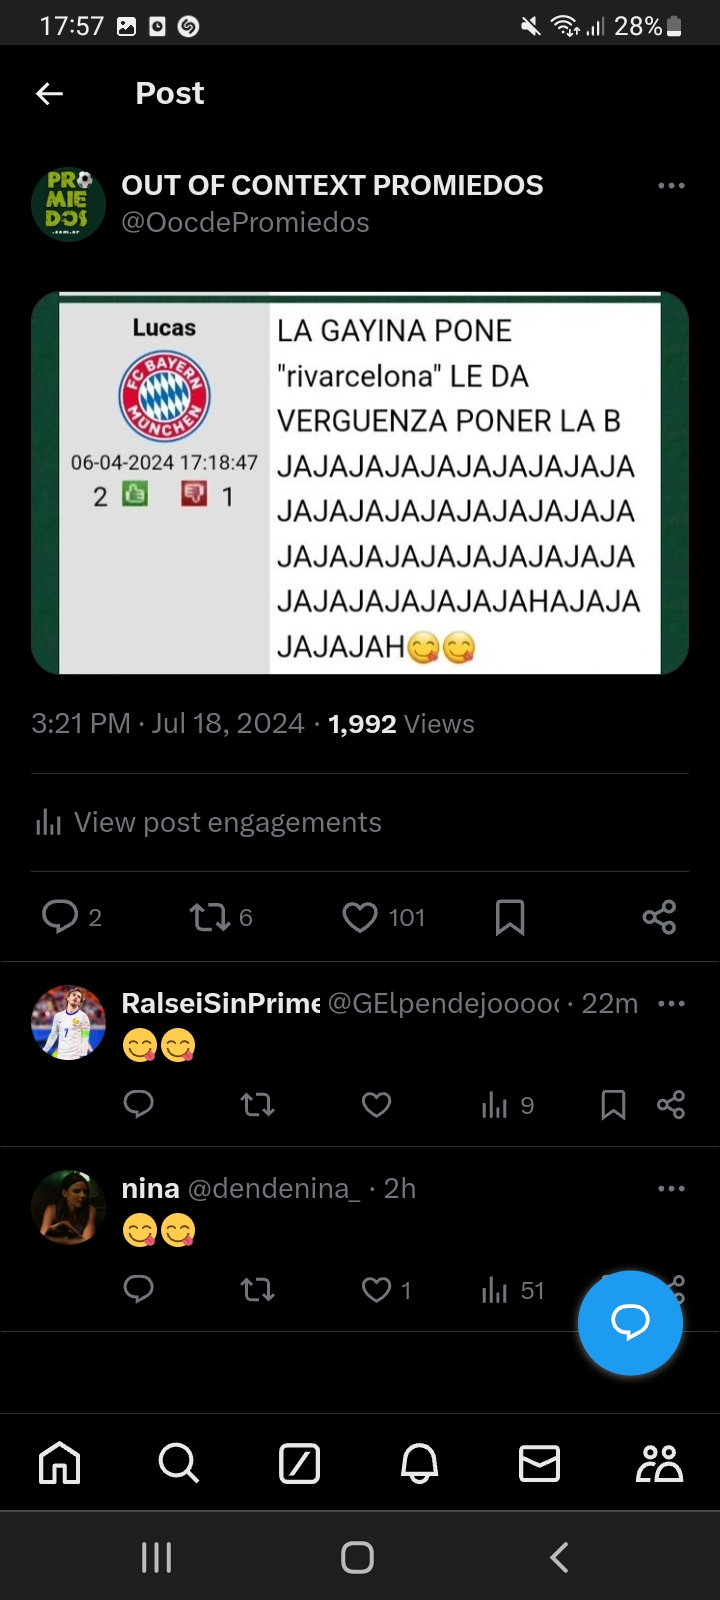 17:57 28%
Post
PROMIEDOS
.com.ar
OUT OF CONTEXT PROMIEDOS
@OocdePromiedos
Lucas
FC BAYERN
MÜNCHEN
06-04-2024 17:18:47
2 1
LA GAYINA PONE
"rivarcelona" LE DA
VERGUENZA PONER LA B
JAJAJAJAJAJAJAJAJAJA
JAJAJAJAJAJAJAJAJAJA
JAJAJAJAJAJAJAJAJAJA
JAJAJAJAJAJAJAHAJAJA
JAJAJAH😋😋
3:21 PM · Jul 18, 2024 · 1,992 Views
View post engagements
2 6 101
RalseiSinPrime @GElpendejooooo · 22m
😋😋
9
nina @dendenina_ · 2h
😋😋
1 51